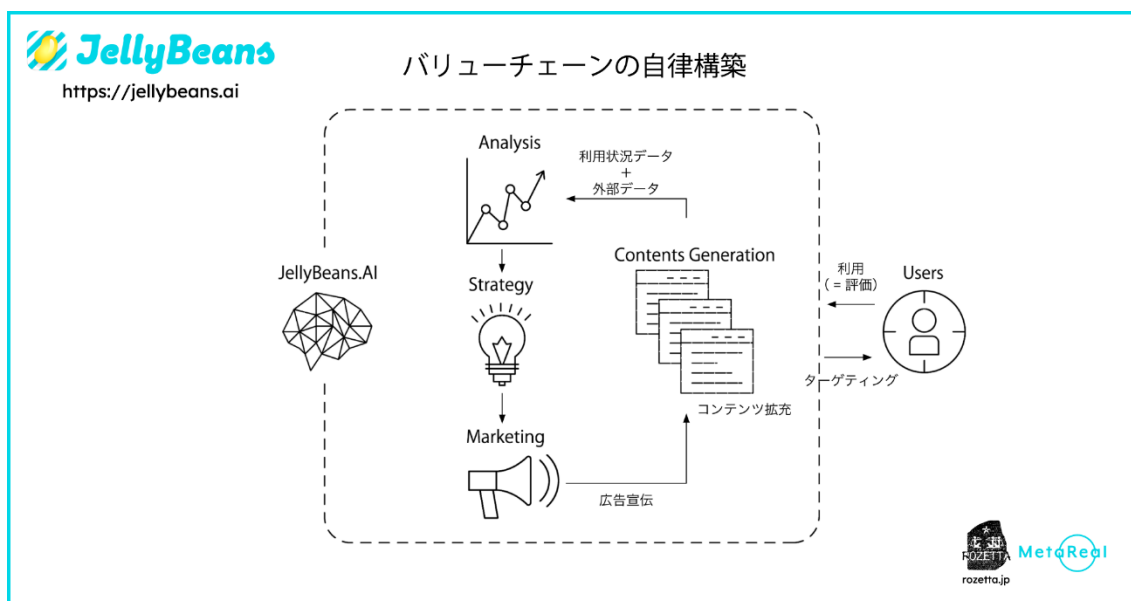 JellyBeans
https://jellybeans.ai
バリューチェーンの自律構築
Analysis
利用状況データ
+
外部データ
JellyBeans.AI
Strategy
Contents Generation
利用
( = 評価)
Users
ターゲティング
コンテンツ拡充
Marketing
広告宣伝
ROZETTA
rozetta.jp
MetaReal